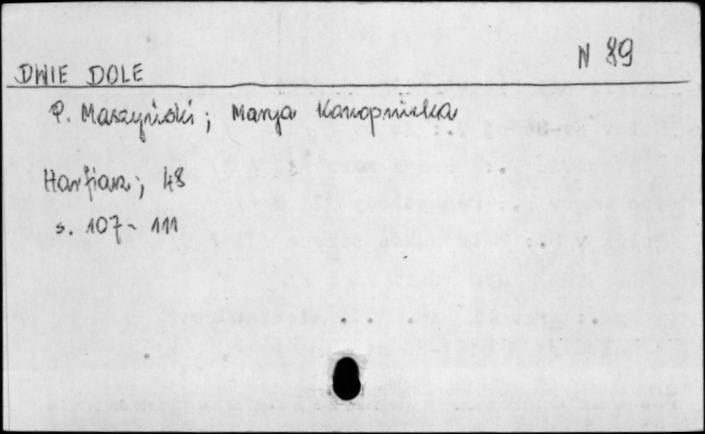 N 89
DWIE DOLE
P. Maszyński; Marya Konopnicka
Harfiarz; 48
s. 107 - 111